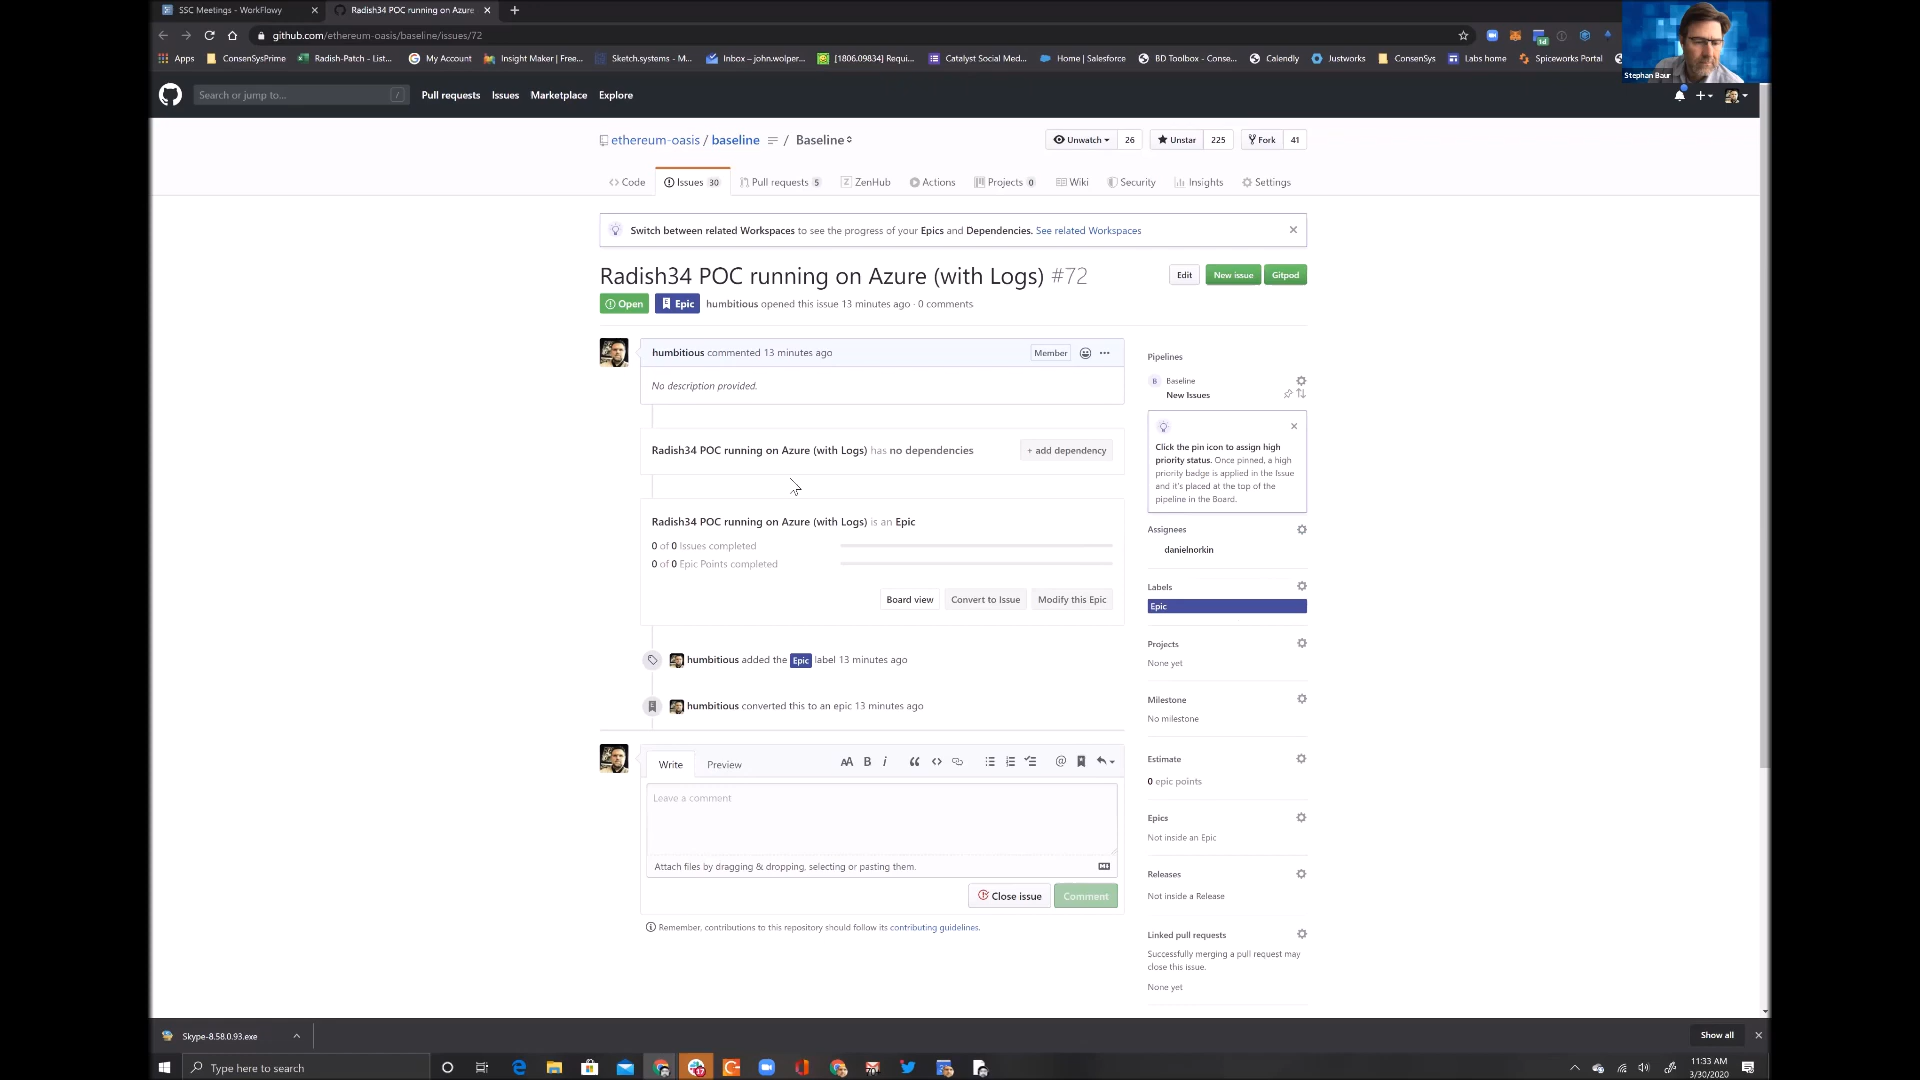 SSC Meetings - WorkFlowy
Radish34 POC running on Azure
github.com/ethereum-oasis/baseline/issues/72
Apps
ConsenSysPrime
Radish-Patch - List...
My Account
Insight Maker | Free...
Sketch.systems - M...
Inbox – john.wolper...
[1806.09834] Requi...
Catalyst Social Med...
Home | Salesforce
BD Toolbox - Conse...
Calendly
Justworks
ConsenSys
Labs home
Spiceworks Portal
Stephan Baur
Search or jump to...
/
Pull requests
Issues
Marketplace
Explore
ethereum-oasis / baseline / Baseline
Unwatch 26
Unstar 225
Fork 41
Code
Issues 30
Pull requests 5
ZenHub
Actions
Projects 0
Wiki
Security
Insights
Settings
Switch between related Workspaces to see the progress of your Epics and Dependencies. See related Workspaces
Radish34 POC running on Azure (with Logs) #72
Edit
New issue
Gitpod
Open
Epic
humbitious opened this issue 13 minutes ago · 0 comments
humbitious commented 13 minutes ago
Member
No description provided.
Radish34 POC running on Azure (with Logs) has no dependencies
+ add dependency
Radish34 POC running on Azure (with Logs) is an Epic
0 of 0 Issues completed
0 of 0 Epic Points completed
Board view
Convert to Issue
Modify this Epic
humbitious added the Epic label 13 minutes ago
humbitious converted this to an epic 13 minutes ago
Write
Preview
Leave a comment
Attach files by dragging & dropping, selecting or pasting them.
Close issue
Comment
Remember, contributions to this repository should follow its contributing guidelines.
Pipelines
B Baseline
New Issues
Click the pin icon to assign high
priority status. Once pinned, a high
priority badge is applied in the Issue
and it's placed at the top of the
pipeline in the Board.
Assignees
danielnorkin
Labels
Epic
Projects
None yet
Milestone
No milestone
Estimate
0 epic points
Epics
Not inside an Epic
Releases
Not inside a Release
Linked pull requests
Successfully merging a pull request may
close this issue.
None yet
Skype-8.58.0.93.exe
Show all
Type here to search
17
11:33 AM
3/30/2020